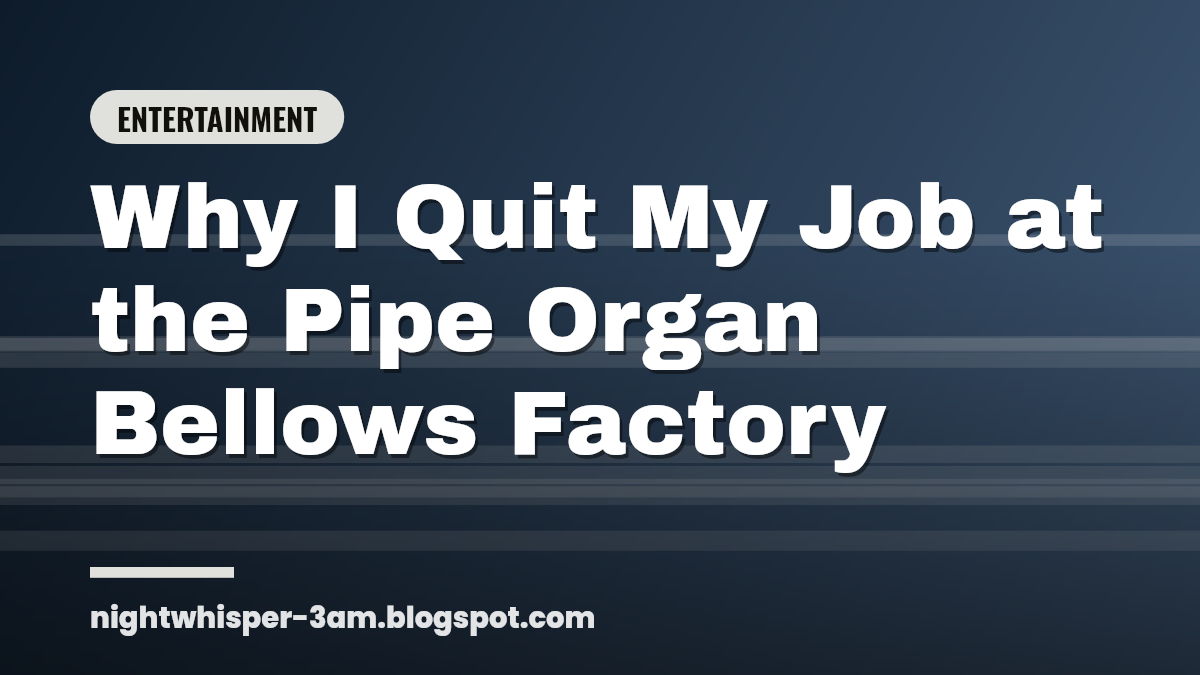 ENTERTAINMENT
Why I Quit My Job at
the Pipe Organ
Bellows Factory
nightwhisper-3am.blogspot.com